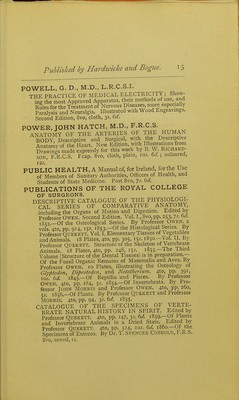 Published by Hardwicke and Bogue. 15
POWELL, G. D., M.D., L.R.C.S.I.
THE PRACTICE OF MEDICAL ELECTRICITY; Show-
ing the most Approved Apparatus, their methods of use, and
Rules for the Treatment of Nervous Diseases, more especially
Paralysis and Neuralgia. Illustrated with Wood Engravings.
Second Edition, 8vo, cloth, 3s. 6d.
POWER, JOHN HATCH, M.D., F.R.C.S.
ANATOMY OF THE ARTERIES OF THE HUMAN
BODY, Descriptive and Surgical, with the Descriptive
Anatomy of the Heart. New Edition, with Illustrations from
Drawings made expressly for this work by B. W. RICHARD-
SON, F.R.C.S. Fcap. 8vo, cloth, plain, 10s. 6d.; coloured,
12s.
PUBLIC HEALTH, A Manual of, for Ireland, for the Use
of Members of Sanitary Authorities, Officers of Health, and
Students of State Medicine. Post 8vo, 7s. 6d.
PUBLICATIONS OF THE ROYAL COLLEGE
OF SURGEONS.
DESCRIPTIVE CATALOGUE OF THE PHYSIOLOGI-
CAL SERIES OF COMPARATIVE ANATOMY,
including the Organs of Motion and Digestion. Edited by
Professor OWEN. Second Edition. Vol. I., 8vo, pp. 253, 7s. 6d.
1852.—Of the Osteological Series. By Professor OWEN. 2
vols. 4to, pp. 914, 15s. 1853.—Of the Histological Series. By
Professor QUEKETT, Vol. I. Elementary Tissues of Vegetables
and Animals. 18 Plates, 4to, pp. 309, 15s. 1850.—Vol. II. By
Professor QUEKETT. Structure of the Skeleton of Vertebrate
Animals. 18 Plates, 4to, pp. 248, 15s. 1855.—The Third
Volume (Structure of the Dental Tissues) is in preparation.—
Of the Fossil Organic Remains of Mammalia and Aves. By
Professor OWEN. 10 Plates, illustrating the Osteology of
Glyptodon, Diprotodon, and Notatherium. 4to, pp. 391,
10s. 6d. 1845.—Of Reptilia and Pisces. By Professor
OWEN. 4to, pp. 184, 5s. 1854.—Of Invertebrata. By Pro-
fessor JOHN MORRIS and Professor OWEN. 4to, pp. 260,
5s. 1856.—Of Plants. By Professor QUEKETT and Professor
MORRIS. 4to, pp. 94, 3s. 6d. 1855.
CATALOGUE OF THE SPECIMENS OF VERTE-
BRATE NATURAL HISTORY IN SPIRIT. Edited by
Professor QUEKETT. 4to, pp. 147, 5s. 6d. 1859.—Of Plants
and Invertebrate Animals in a Dried State. Edited by
Professor QUEKETT. 4to, pp. 324, 10s. 6d. 1860.—Of the
Specimens of Entozoa. By Dr. T. SPENCER COBBOLD, F.R.S.
8vo, sewed, 1s.